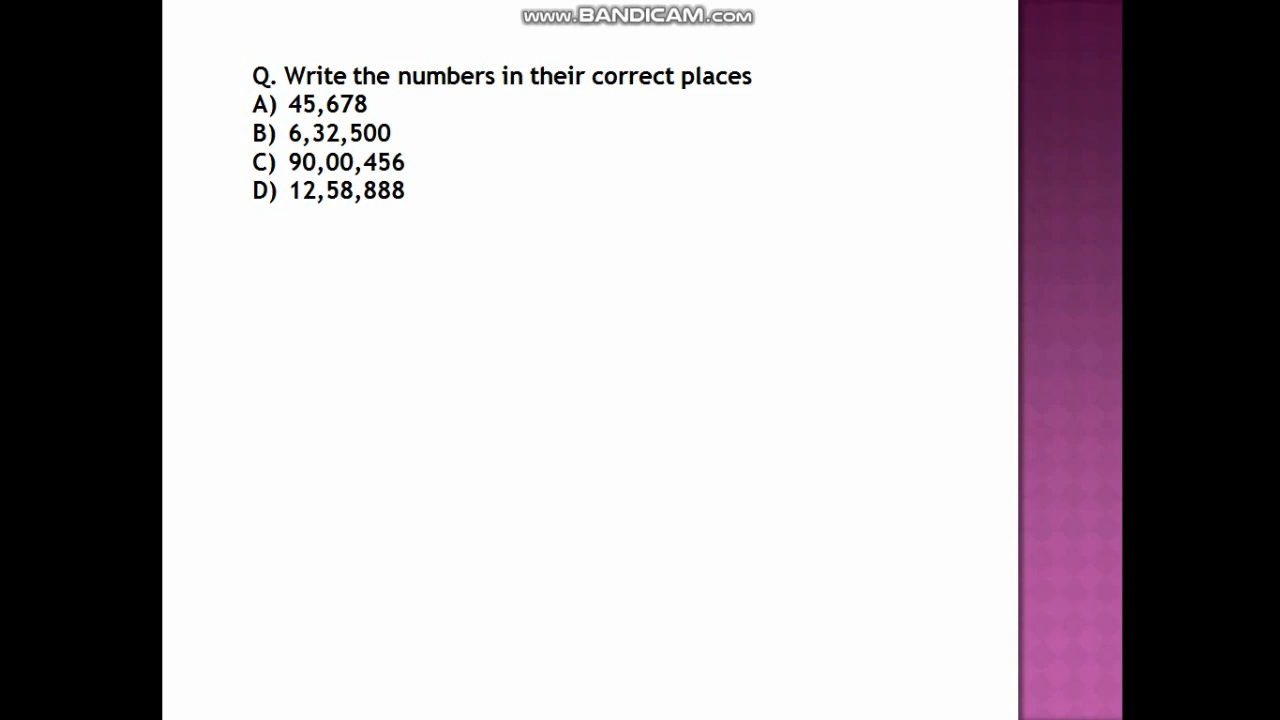 www.BANDICAM.com
Q. Write the numbers in their correct places
A) 45,678
B) 6,32,500
C) 90,00,456
D) 12,58,888